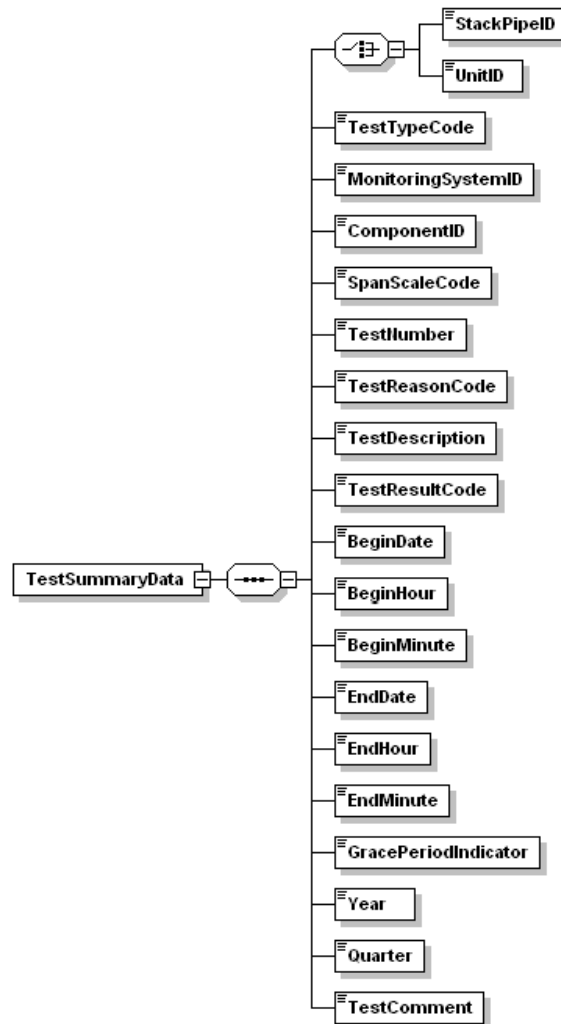 StackPipeID
UnitID
TestTypeCode
MonitoringSystemID
ComponentID
SpanScaleCode
TestNumber
TestReasonCode
TestDescription
TestResultCode
BeginDate
TestSummaryData
BeginHour
BeginMinute
EndDate
EndHour
EndMinute
GracePeriodIndicator
Year
Quarter
TestComment